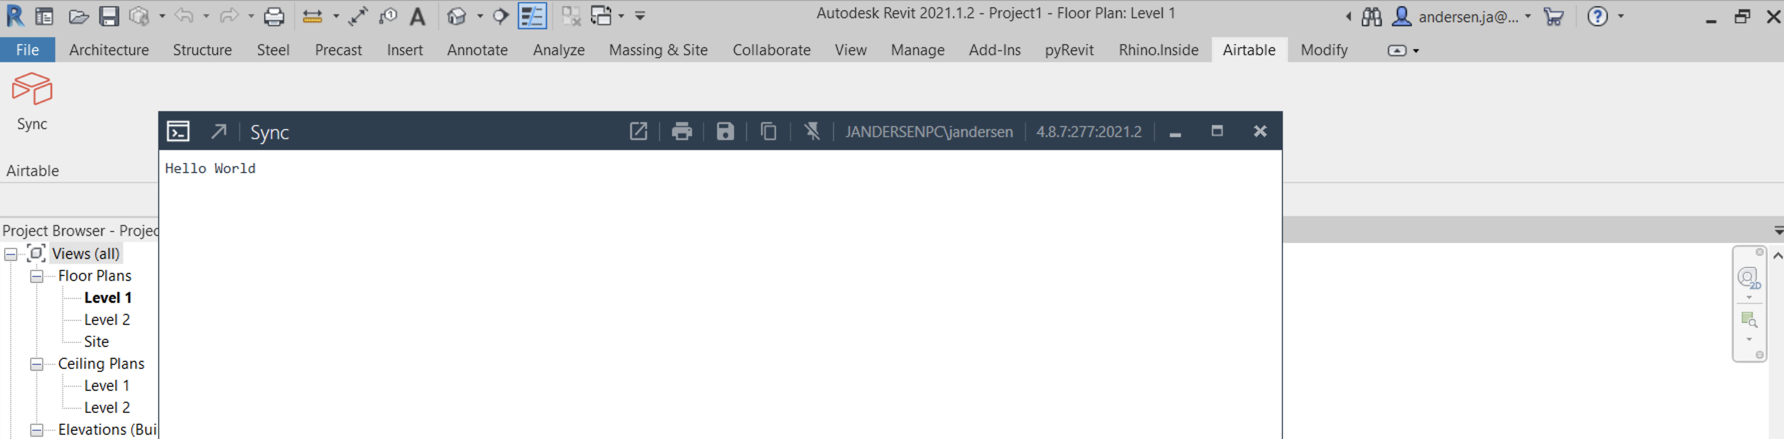 Autodesk Revit 2021.1.2 - Project1 - Floor Plan: Level 1
andersen.ja@...
File Architecture Structure Steel Precast Insert Annotate Analyze Massing & Site Collaborate View Manage Add-Ins pyRevit Rhino.Inside Airtable Modify
Sync
Airtable
Sync JANDERSENPC\jandersen 4.8.7:277:2021.2
Hello World
Project Browser - Projec
Views (all)
Floor Plans
Level 1
Level 2
Site
Ceiling Plans
Level 1
Level 2
Elevations (Bui
2D